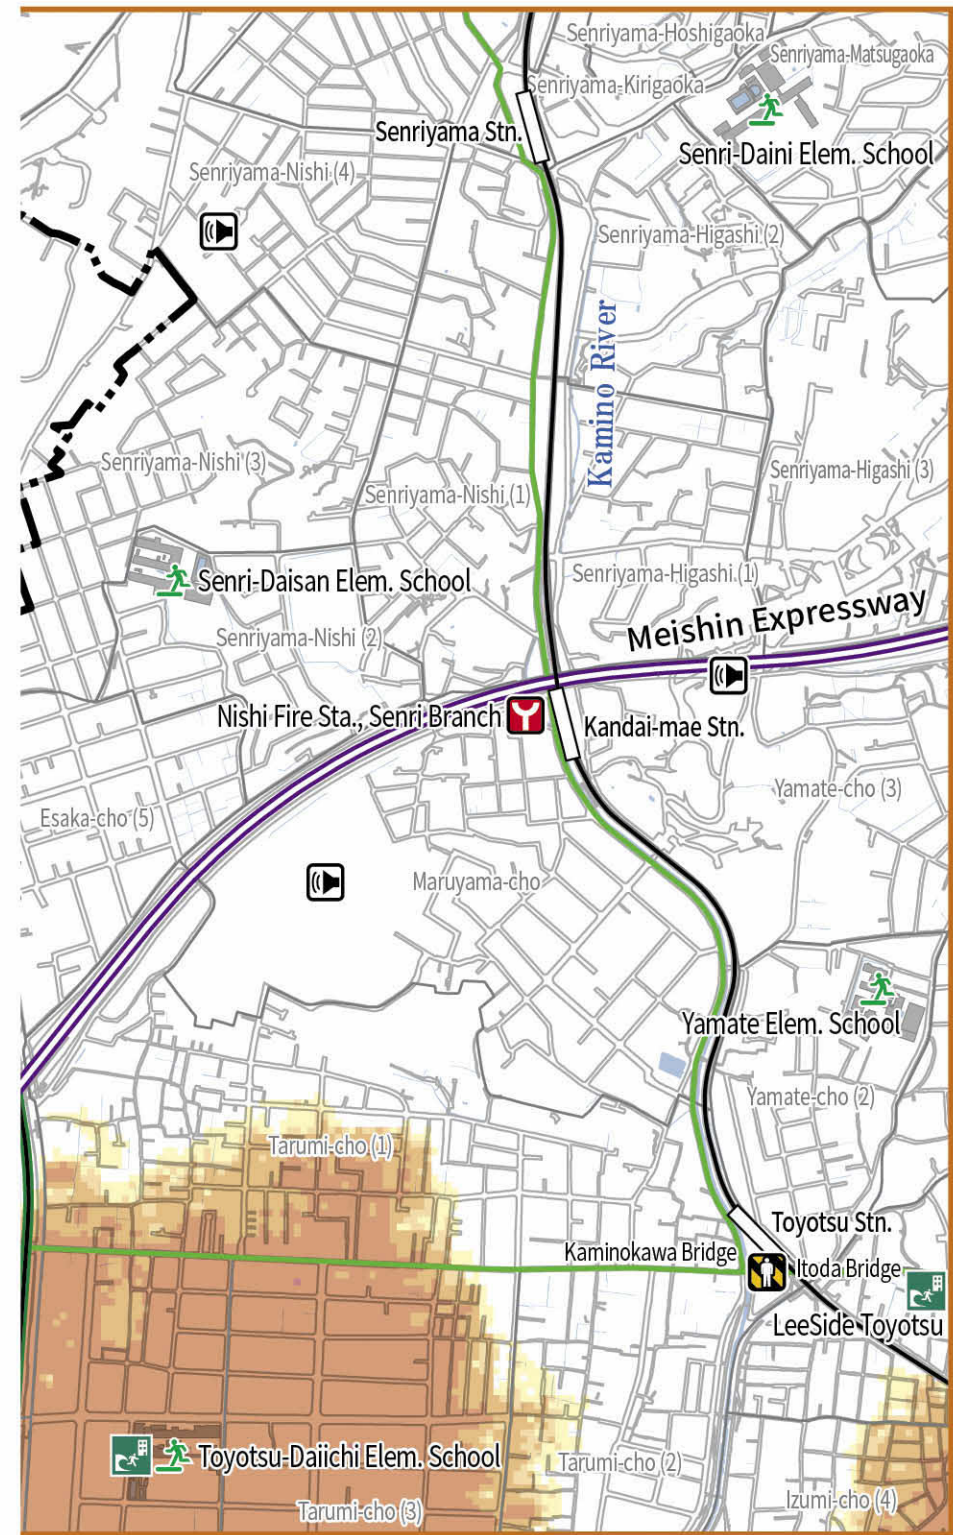 Senriyama-Hoshigaoka
Senriyama-Matsugaoka
Senriyama-Kirigaoka
Senriyama Stn.
Senri-Daini Elem. School
Senriyama-Nishi (4)
Senriyama-Higashi (2)
Kamino River
Senriyama-Nishi (3)
Senriyama-Higashi (3)
Senriyama-Nishi (1)
Senriyama-Higashi (1)
Senri-Daisan Elem. School
Meishin Expressway
Senriyama-Nishi (2)
Nishi Fire Sta., Senri Branch
Kandai-mae Stn.
Yamate-cho (3)
Esaka-cho (5)
Maruyama-cho
Yamate Elem. School
Yamate-cho (2)
Tarumi-cho (1)
Toyotsu Stn.
Kaminokawa Bridge
Itoda Bridge
LeeSide Toyotsu
Toyotsu-Daiichi Elem. School
Tarumi-cho (2)
Izumi-cho (4)
Tarumi-cho (3)